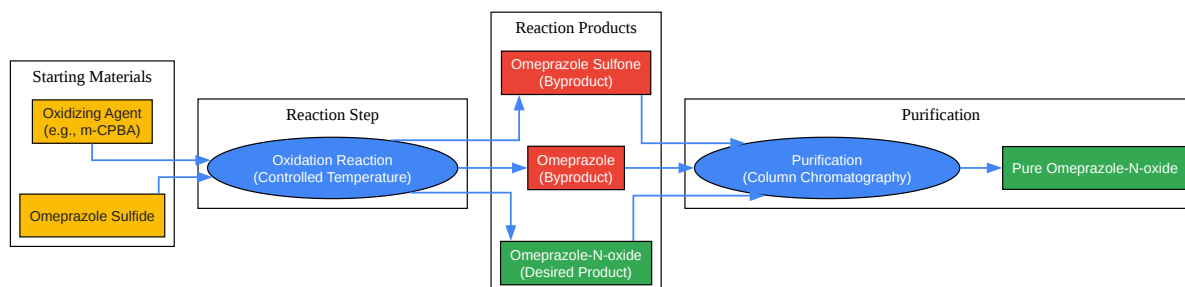 Starting Materials
Oxidizing Agent
(e.g., m-CPBA)
Omeprazole Sulfide
Reaction Step
Oxidation Reaction
(Controlled Temperature)
Reaction Products
Omeprazole Sulfone
(Byproduct)
Omeprazole
(Byproduct)
Omeprazole-N-oxide
(Desired Product)
Purification
Purification
(Column Chromatography)
Pure Omeprazole-N-oxide